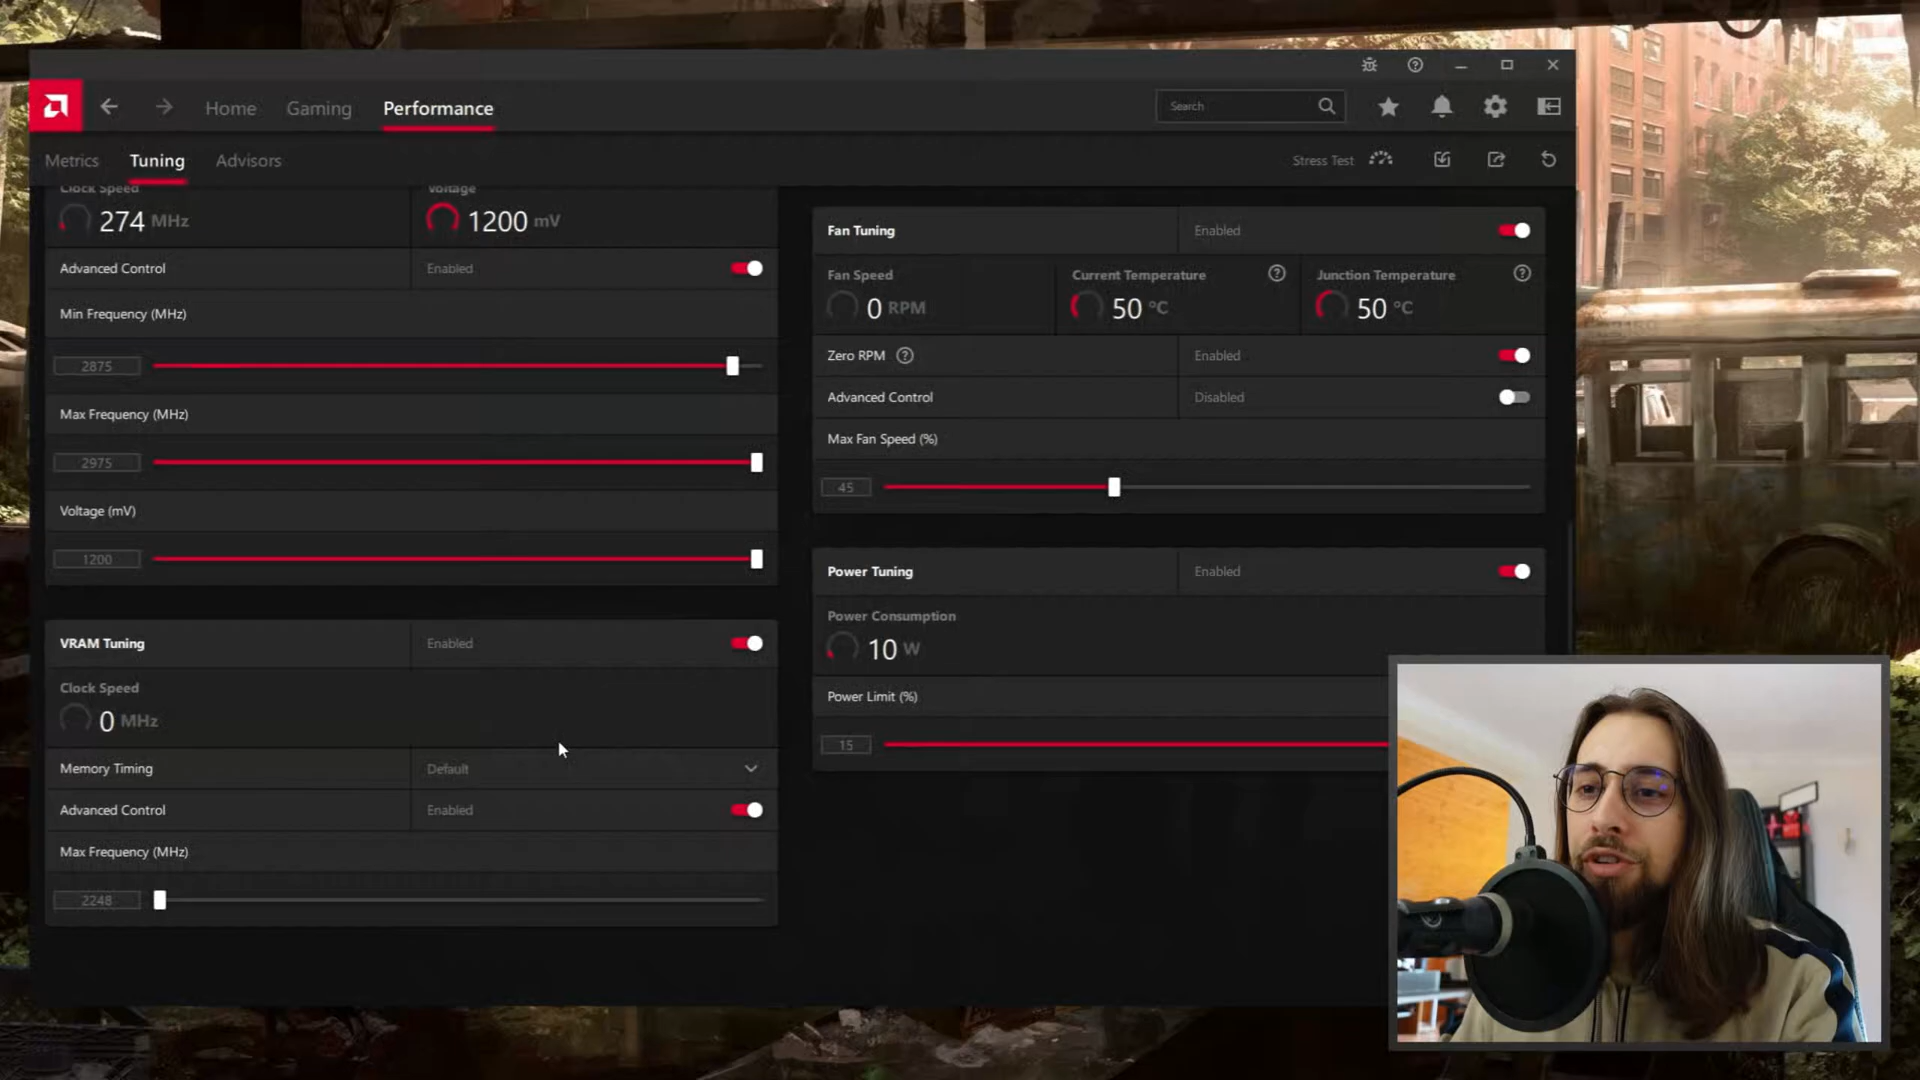 Home Gaming Performance Search
Metrics Tuning Advisors Stress Test
Clock Speed Voltage
274 MHz 1200 mV
Advanced Control Enabled
Min Frequency (MHz)
2875
Max Frequency (MHz)
2975
Voltage (mV)
1200
VRAM Tuning Enabled
Clock Speed
0 MHz
Memory Timing Default
Advanced Control Enabled
Max Frequency (MHz)
2248
Fan Tuning Enabled
Fan Speed Current Temperature Junction Temperature
0 RPM 50 °C 50 °C
Zero RPM Enabled
Advanced Control Disabled
Max Fan Speed (%)
45
Power Tuning Enabled
Power Consumption
10 W
Power Limit (%)
15